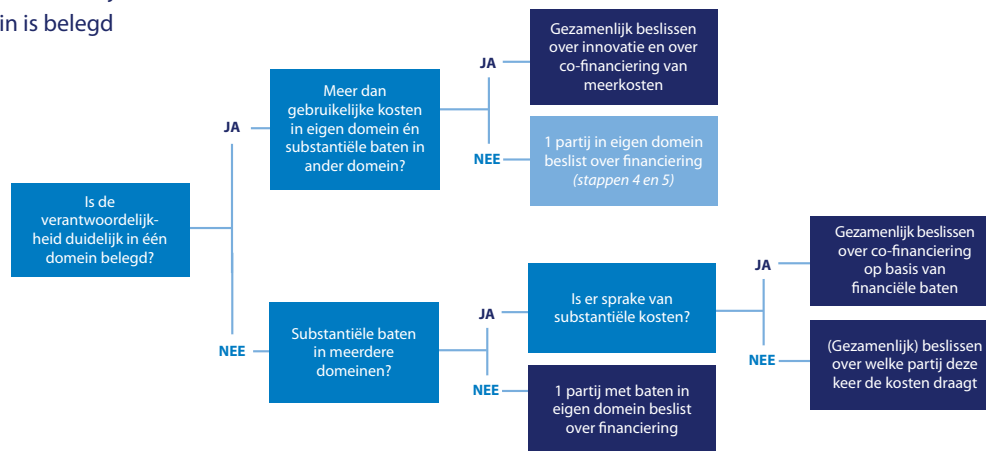 in is belegd
Is de
verantwoordelijk-
heid duidelijk in één
domein belegd?
JA
Meer dan
gebruikelijke kosten
in eigen domein én
substantiële baten in
ander domein?
JA
Gezamenlijk beslissen
over innovatie en over
co-financiering van
meerkosten
NEE
1 partij in eigen domein
beslist over financiering
(stappen 4 en 5)
NEE
Substantiële baten
in meerdere
domeinen?
JA
Is er sprake van
substantiële kosten?
JA
Gezamenlijk beslissen
over co-financiering
op basis van
financiële baten
NEE
(Gezamenlijk) beslissen
over welke partij deze
keer de kosten draagt
NEE
1 partij met baten in
eigen domein beslist
over financiering